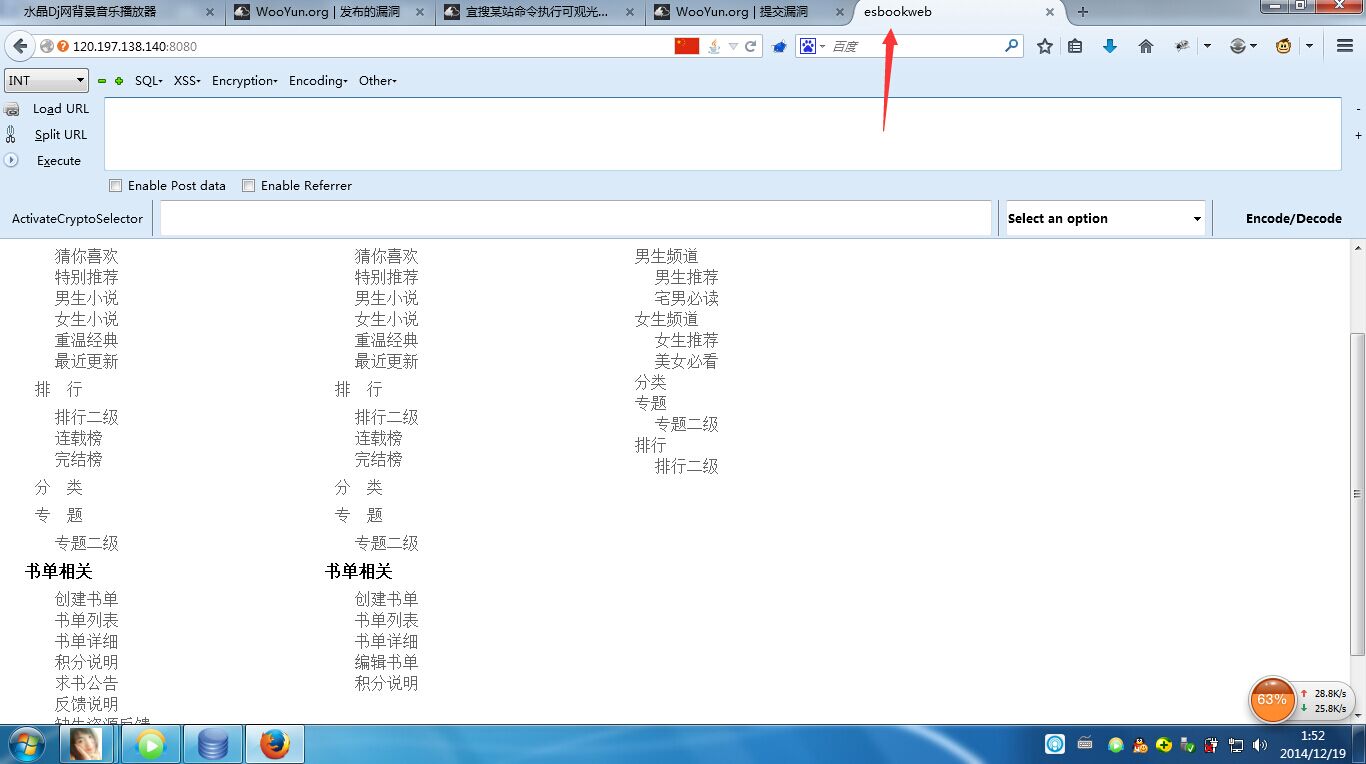 水晶Dj网背景音乐播放器
WooYun.org | 发布的漏洞
宜搜某站命令执行可观光...
WooYun.org | 提交漏洞
esbookweb
120.197.138.140:8080
百度
INT
SQL
XSS
Encryption
Encoding
Other
Load URL
Split URL
Execute
Enable Post data
Enable Referrer
ActivateCryptoSelector
Select an option
Encode/Decode
猜你喜欢
特别推荐
男生小说
女生小说
重温经典
最近更新
排 行
排行二级
连载榜
完结榜
分 类
专 题
专题二级
书单相关
创建书单
书单列表
书单详细
积分说明
求书公告
反馈说明
缺失资源反馈
猜你喜欢
特别推荐
男生小说
女生小说
重温经典
最近更新
排 行
排行二级
连载榜
完结榜
分 类
专 题
专题二级
书单相关
创建书单
书单列表
书单详细
编辑书单
积分说明
男生频道
男生推荐
宅男必读
女生频道
女生推荐
美女必看
分类
专题
专题二级
排行
排行二级
63%
28.8K/s
25.8K/s
1:52
2014/12/19